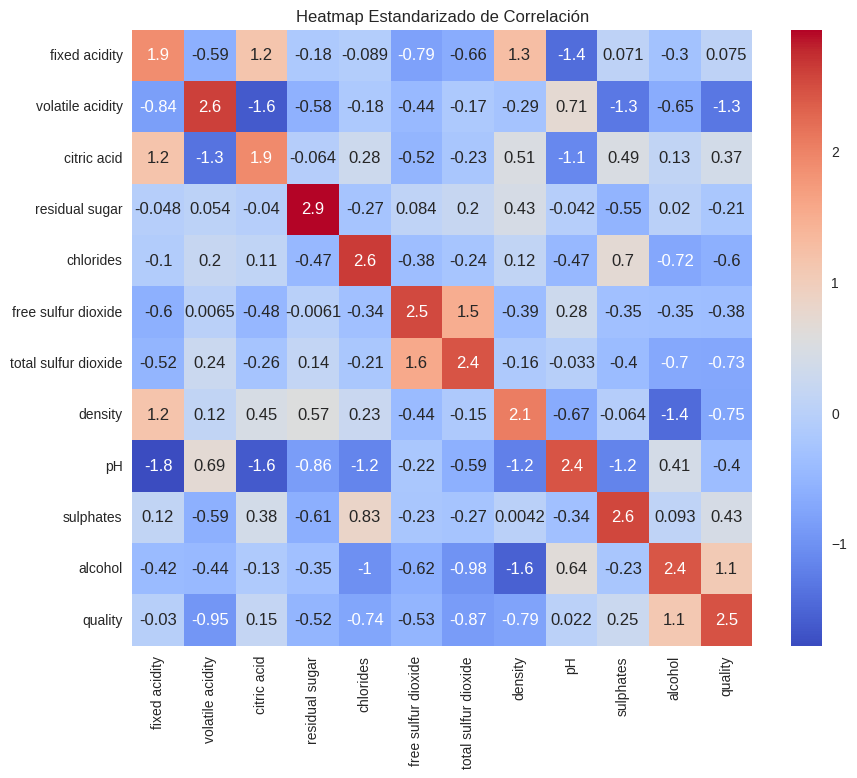 Heatmap Estandarizado de Correlación
fixed acidity 1.9 -0.59 1.2 -0.18 -0.089 -0.79 -0.66 1.3 -1.4 0.071 -0.3 0.075
volatile acidity -0.84 2.6 -1.6 -0.58 -0.18 -0.44 -0.17 -0.29 0.71 -1.3 -0.65 -1.3
citric acid 1.2 -1.3 1.9 -0.064 0.28 -0.52 -0.23 0.51 -1.1 0.49 0.13 0.37
residual sugar -0.048 0.054 -0.04 2.9 -0.27 0.084 0.2 0.43 -0.042 -0.55 0.02 -0.21
chlorides -0.1 0.2 0.11 -0.47 2.6 -0.38 -0.24 0.12 -0.47 0.7 -0.72 -0.6
free sulfur dioxide -0.6 0.0065 -0.48 -0.0061 -0.34 2.5 1.5 -0.39 0.28 -0.35 -0.35 -0.38
total sulfur dioxide -0.52 0.24 -0.26 0.14 -0.21 1.6 2.4 -0.16 -0.033 -0.4 -0.7 -0.73
density 1.2 0.12 0.45 0.57 0.23 -0.44 -0.15 2.1 -0.67 -0.064 -1.4 -0.75
pH -1.8 0.69 -1.6 -0.86 -1.2 -0.22 -0.59 -1.2 2.4 -1.2 0.41 -0.4
sulphates 0.12 -0.59 0.38 -0.61 0.83 -0.23 -0.27 0.0042 -0.34 2.6 0.093 0.43
alcohol -0.42 -0.44 -0.13 -0.35 -1 -0.62 -0.98 -1.6 0.64 -0.23 2.4 1.1
quality -0.03 -0.95 0.15 -0.52 -0.74 -0.53 -0.87 -0.79 0.022 0.25 1.1 2.5
fixed acidity
volatile acidity
citric acid
residual sugar
chlorides
free sulfur dioxide
total sulfur dioxide
density
pH
sulphates
alcohol
quality
2
1
0
−1